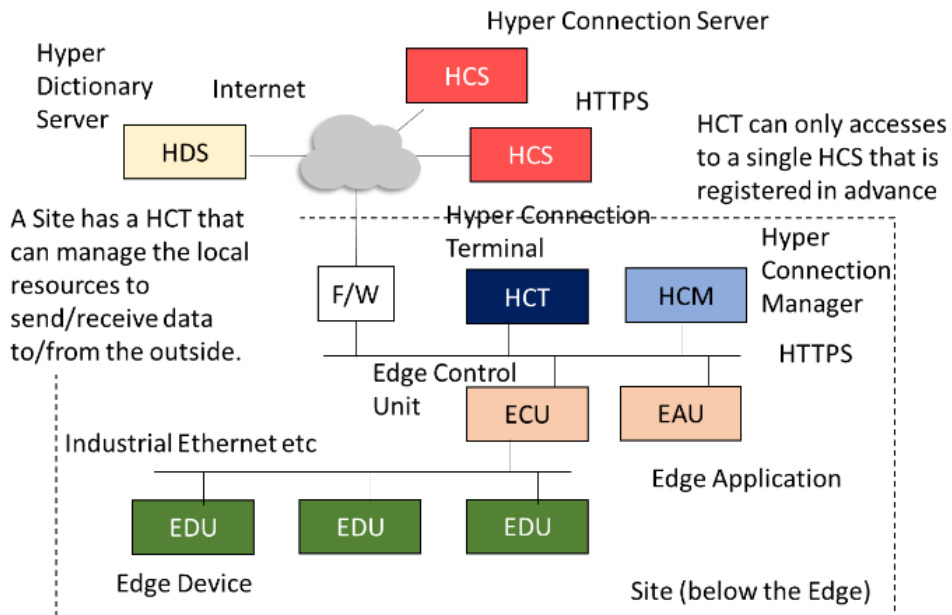 Hyper Connection Server
Hyper
Dictionary
Server
Internet
HCS
HTTPS
HDS
HCS
HCT can only accesses
to a single HCS that is
registered in advance
A Site has a HCT that
can manage the local
resources to
send/receive data
to/from the outside.
Hyper Connection
Terminal
Hyper
Connection
Manager
F/W
HCT
HCM
HTTPS
Edge Control
Unit
ECU
EAU
Industrial Ethernet etc
Edge Application
EDU
EDU
EDU
Edge Device
Site (below the Edge)